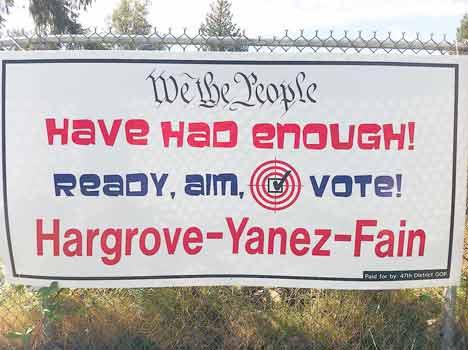 We the People
Have Had enough!
Ready, aim, vote!
Hargrove-Yanez-Fain
Paid for by: 47th District GOP